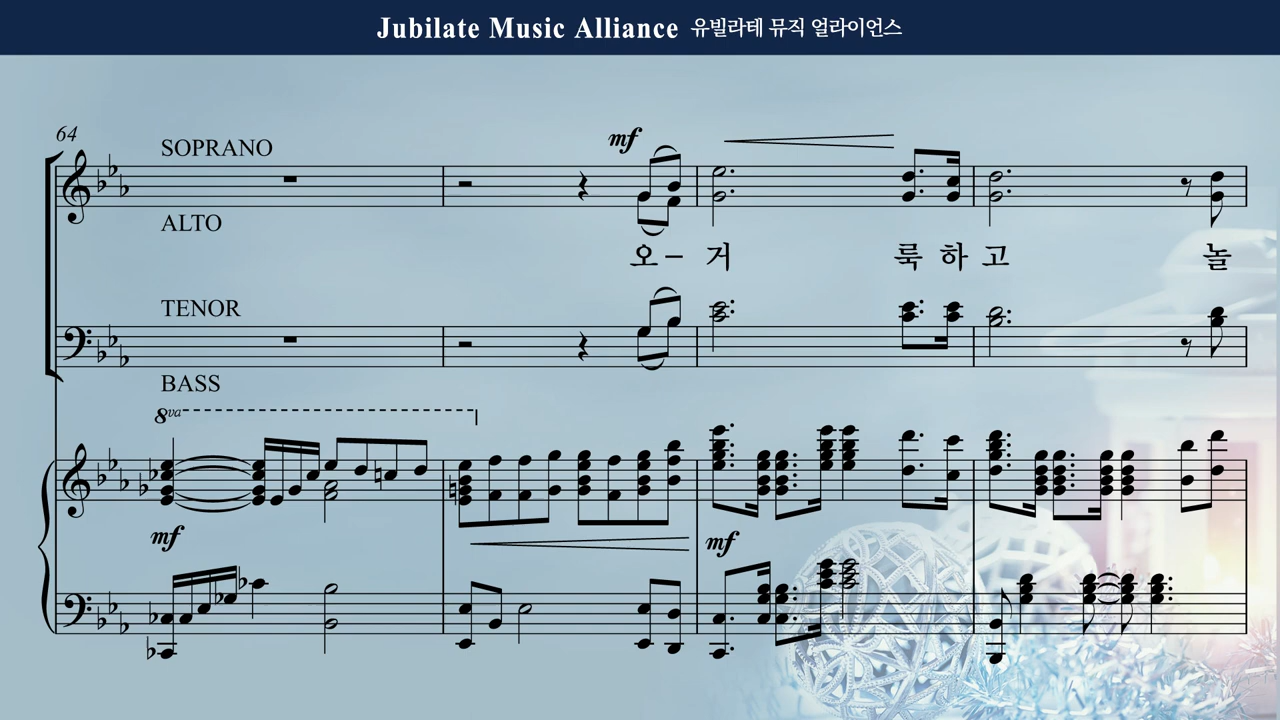 Jubilate Music Alliance 유빌라테 뮤직 얼라이언스
64
SOPRANO
mf
ALTO
오– 거 룩 하 고 놀
TENOR
BASS
8va
mf
mf